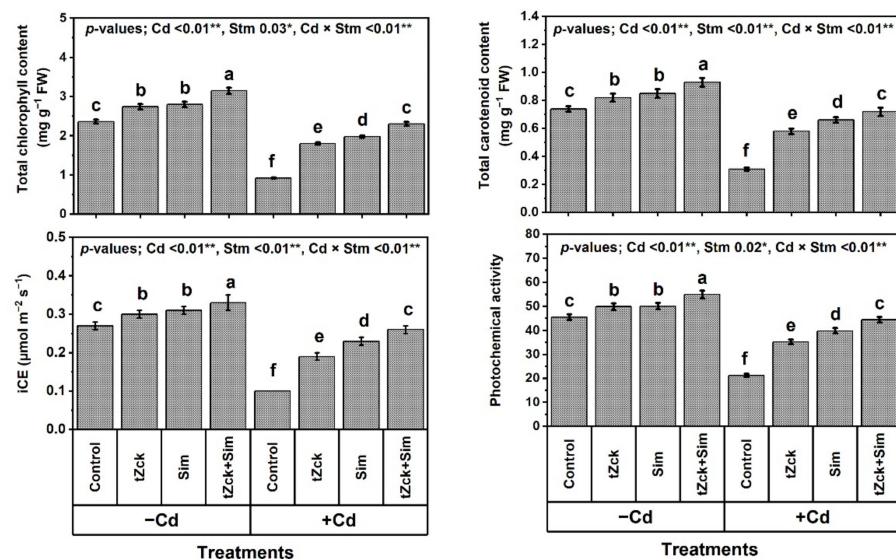 p-values; Cd <0.01**, Stm 0.03*, Cd × Stm <0.01**
Total chlorophyll content
(mg g⁻¹ FW)
5
4
3
2
1
0
c
b
b
a
f
e
d
c
p-values; Cd <0.01**, Stm <0.01**, Cd × Stm <0.01**
Total carotenoid content
(mg g⁻¹ FW)
1.4
1.2
1.0
0.8
0.6
0.4
0.2
0.0
c
b
b
a
f
e
d
c
p-values; Cd <0.01**, Stm <0.01**, Cd × Stm <0.01**
iCE (µmol m⁻² s⁻¹)
0.5
0.4
0.3
0.2
0.1
0.0
c
b
b
a
f
e
d
c
Control
tZck
Sim
tZck+Sim
Control
tZck
Sim
tZck+Sim
−Cd
+Cd
Treatments
p-values; Cd <0.01**, Stm 0.02*, Cd × Stm <0.01**
Photochemical activity
80
70
60
50
40
30
20
10
0
c
b
b
a
f
e
d
c
Control
tZck
Sim
tZck+Sim
Control
tZck
Sim
tZck+Sim
−Cd
+Cd
Treatments